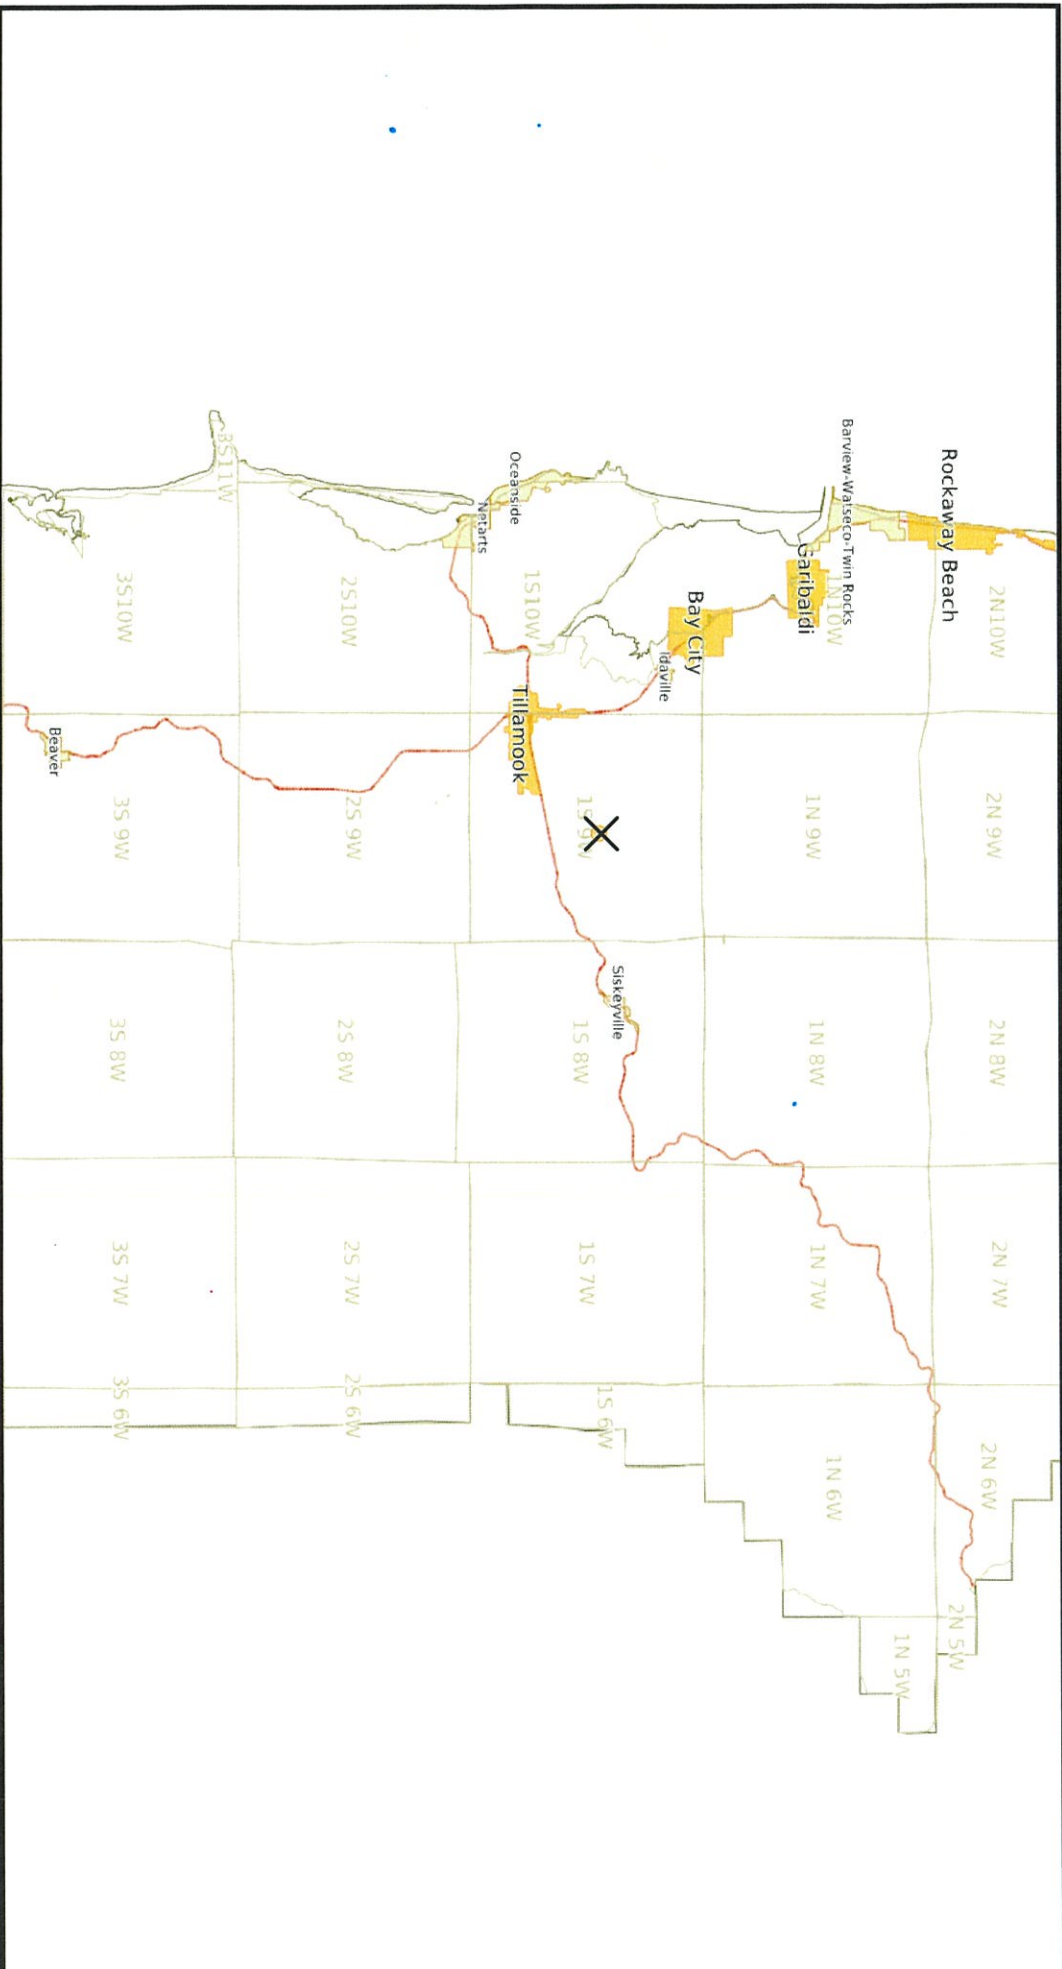 Rockaway Beach
2N10W
2N 9W
2N 8W
2N 7W
2N 6W
2N 5W
Barview-Watseco-Twin Rocks
Garibaldi
1N10W
1N 9W
1N 8W
1N 7W
1N 6W
1N 5W
Bay City
Idaville
Oceanside
Netarts
1S10W
Tillamook
1S 9W
Siskeyville
1S 8W
1S 7W
1S 6W
2S10W
2S 9W
2S 8W
2S 7W
2S 6W
3S11W
3S10W
3S 9W
3S 8W
3S 7W
3S 6W
Beaver